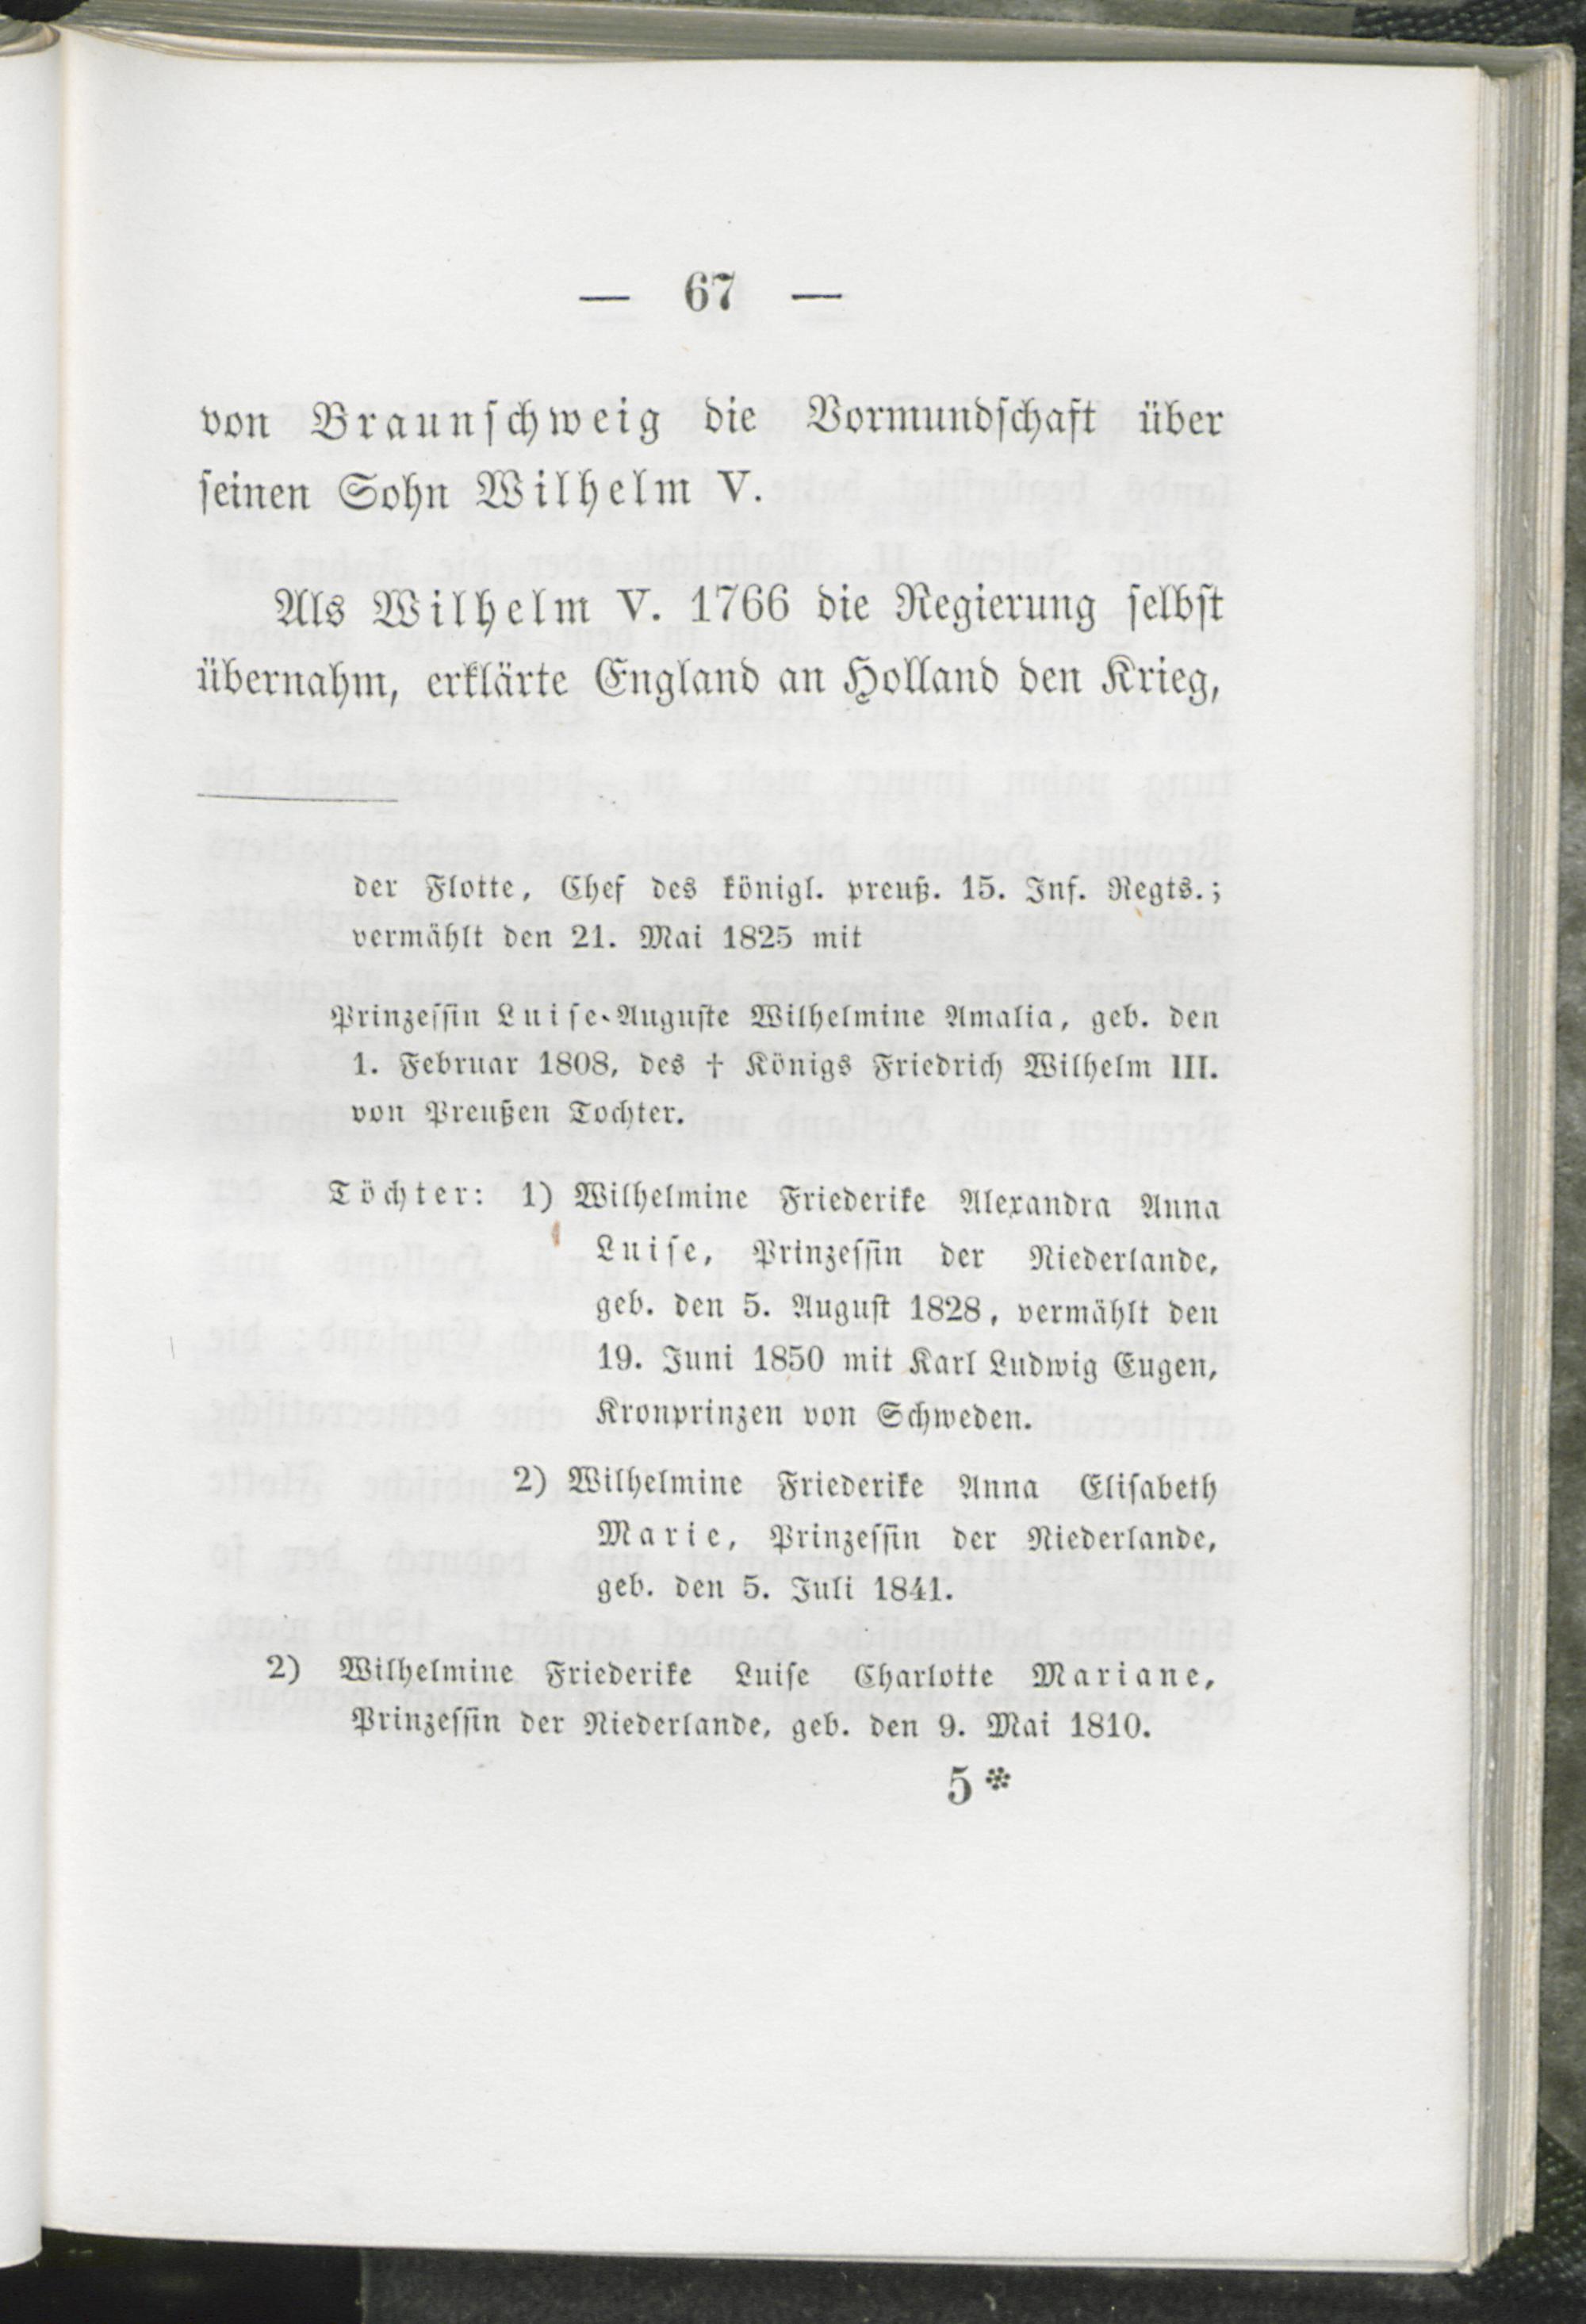 — 67 —
von Braunschweig die Vormundschaft über
seinen Sohn Wilhelm V.
Als Wilhelm V. 1766 die Regierung selbst
übernahm, erklärte England an Holland den Krieg,
der Flotte, Chef des königl. preuß. 15. Inf. Regts.;
vermählt den 21. Mai 1825 mit
Prinzessin Luise-Auguste Wilhelmine Amalia, geb. den
1. Februar 1808, des † Königs Friedrich Wilhelm III.
von Preußen Tochter.
Töchter: 1) Wilhelmine Friederike Alexandra Anna
Luise, Prinzessin der Niederlande,
geb. den 5. August 1828, vermählt den
19. Juni 1850 mit Karl Ludwig Eugen,
Kronprinzen von Schweden.
2) Wilhelmine Friederike Anna Elisabeth
Marie, Prinzessin der Niederlande,
geb. den 5. Juli 1841.
2) Wilhelmine Friederike Luise Charlotte Mariane,
Prinzessin der Niederlande, geb. den 9. Mai 1810.
5*